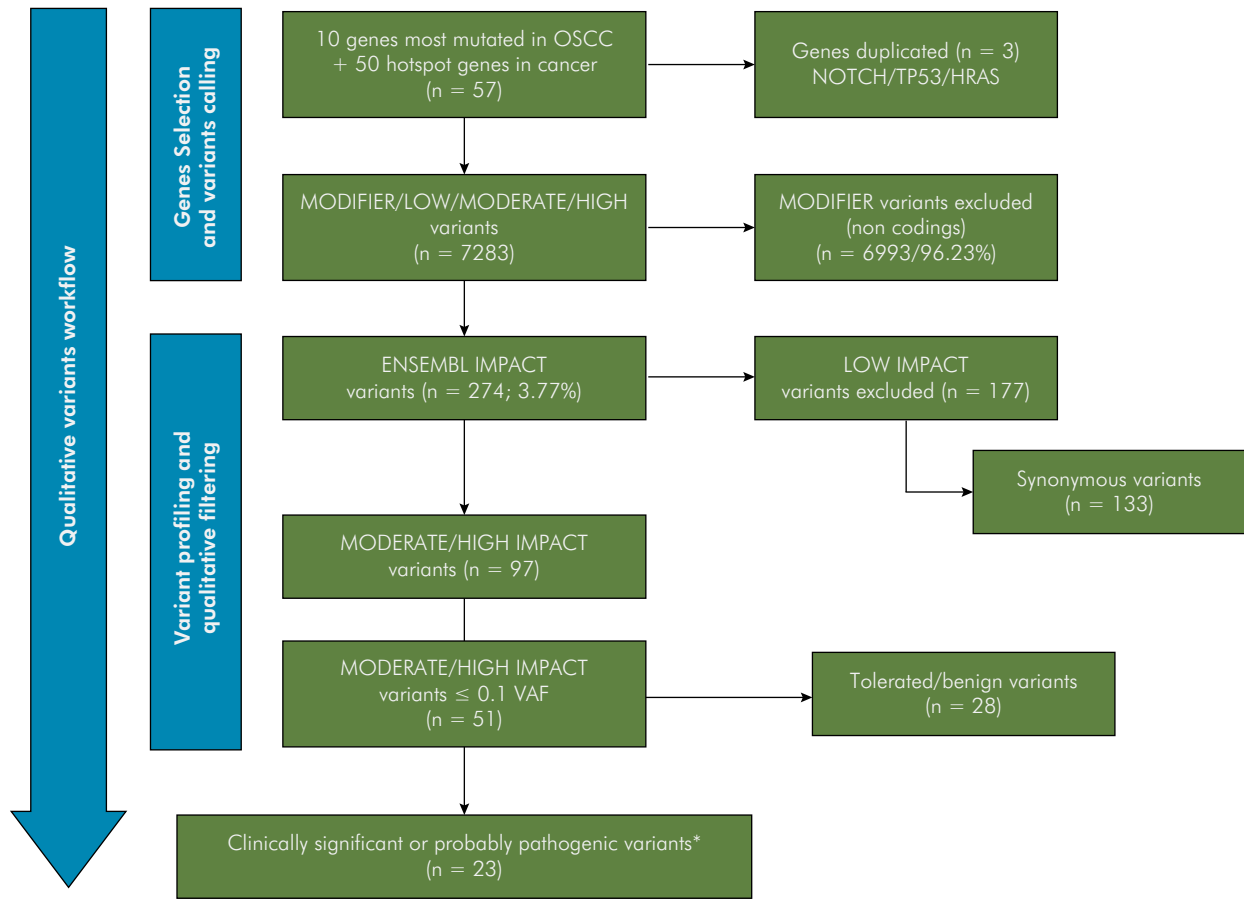 Qualitative variants workflow
Genes Selection
and variants calling
10 genes most mutated in OSCC
+ 50 hotspot genes in cancer
(n = 57)
Genes duplicated (n = 3)
NOTCH/TP53/HRAS
MODIFIER/LOW/MODERATE/HIGH
variants
(n = 7283)
MODIFIER variants excluded
(non codings)
(n = 6993/96.23%)
Variant profiling and
qualitative filtering
ENSEMBL IMPACT
variants (n = 274; 3.77%)
LOW IMPACT
variants excluded (n = 177)
Synonymous variants
(n = 133)
MODERATE/HIGH IMPACT
variants (n = 97)
MODERATE/HIGH IMPACT
variants ≤ 0.1 VAF
(n = 51)
Tolerated/benign variants
(n = 28)
Clinically significant or probably pathogenic variants*
(n = 23)